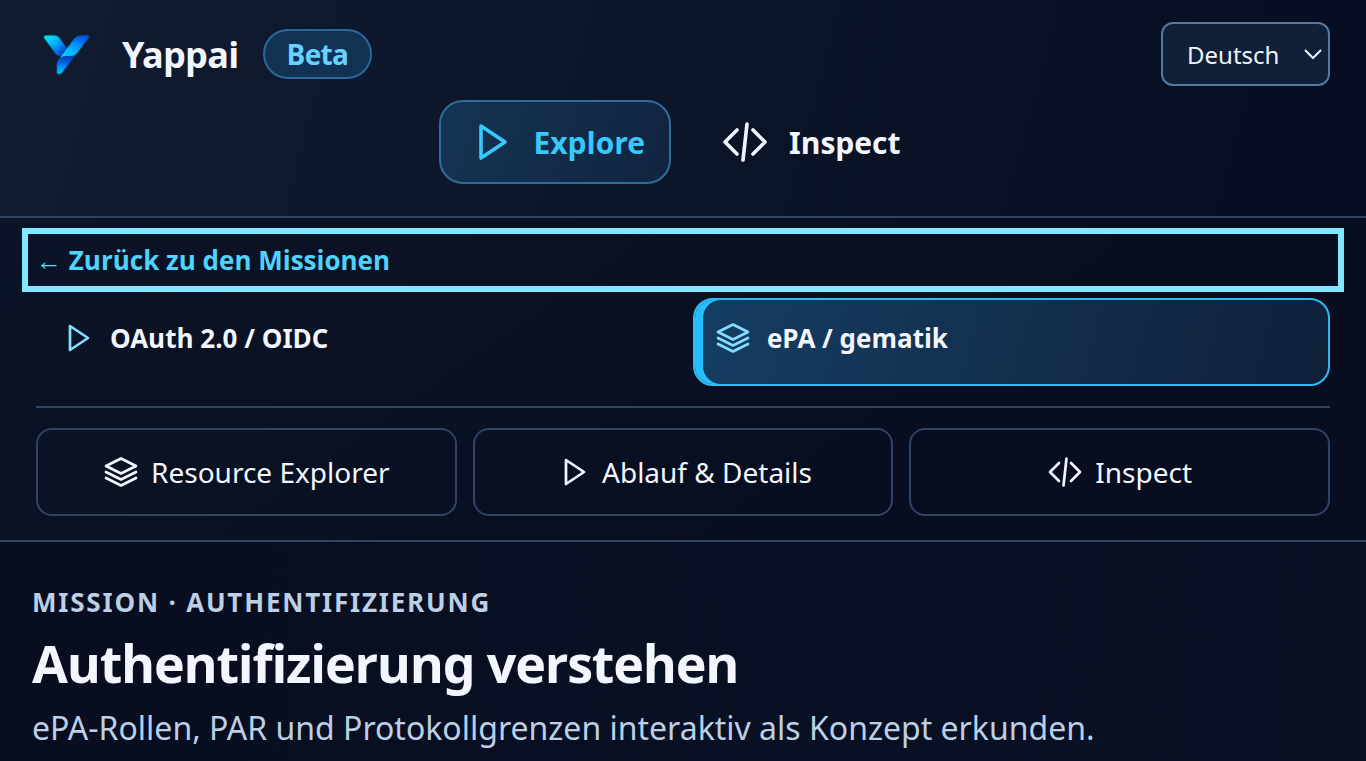 Yappai
Beta
Deutsch
Explore
Inspect
← Zurück zu den Missionen
OAuth 2.0 / OIDC
ePA / gematik
Resource Explorer
Ablauf & Details
Inspect
MISSION · AUTHENTIFIZIERUNG
Authentifizierung verstehen
ePA-Rollen, PAR und Protokollgrenzen interaktiv als Konzept erkunden.